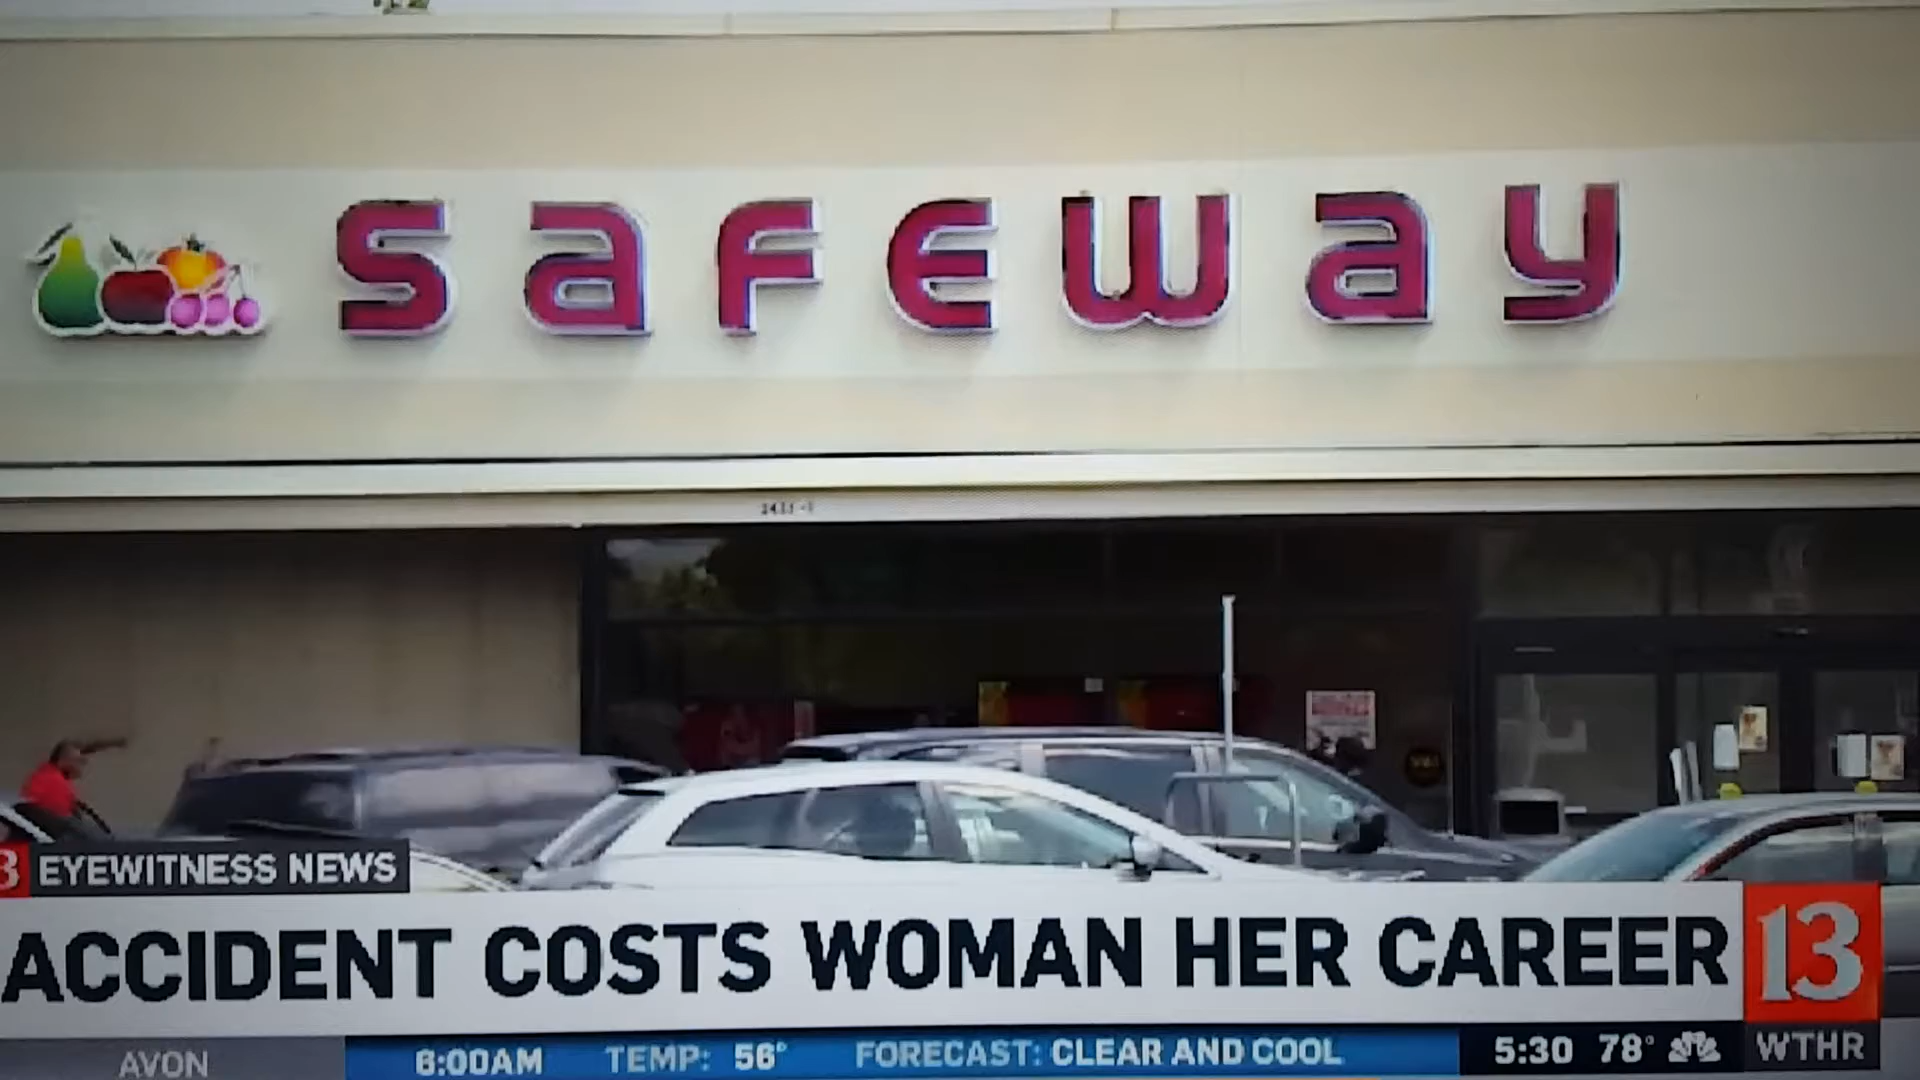 safeway
EYEWITNESS NEWS
ACCIDENT COSTS WOMAN HER CAREER
13
AVON
6:00AM TEMP: 56° FORECAST: CLEAR AND COOL
5:30 78°
WTHR